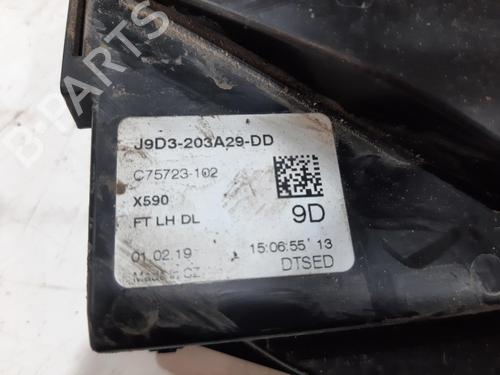 B-PARTS
J9D3-203A29-DD
C75723-102
X590
FT LH DL
9D
01.02.19 15:06:55 13
CZ DTSED